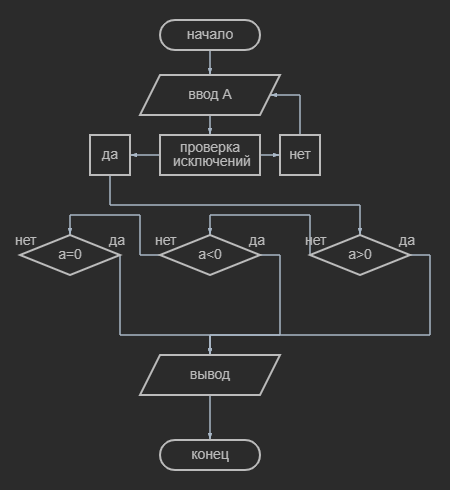 начало
ввод А
да
проверка
исключений
нет
нет
да
нет
да
нет
да
a=0
a<0
a>0
вывод
конец